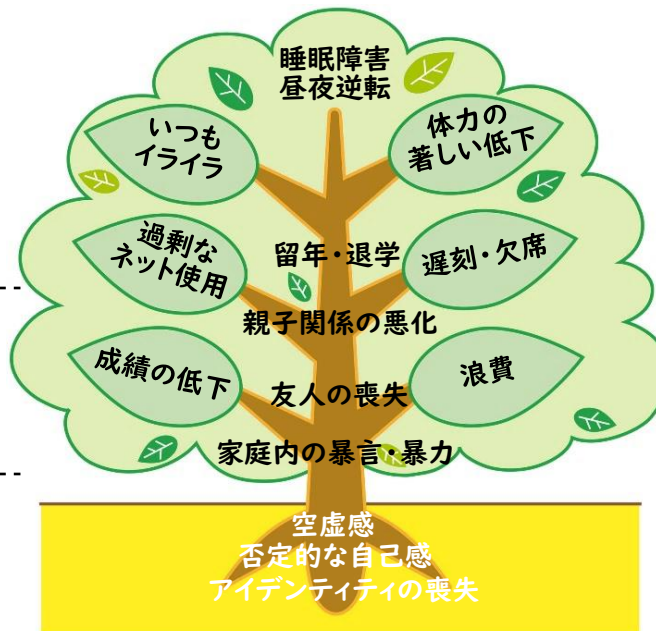 睡眠障害
昼夜逆転
いつも
イライラ
体力の
著しい低下
過剰な
ネット使用
留年・退学
遅刻・欠席
親子関係の悪化
成績の低下
友人の喪失
浪費
家庭内の暴言・暴力
空虚感
否定的な自己感
アイデンティティの喪失